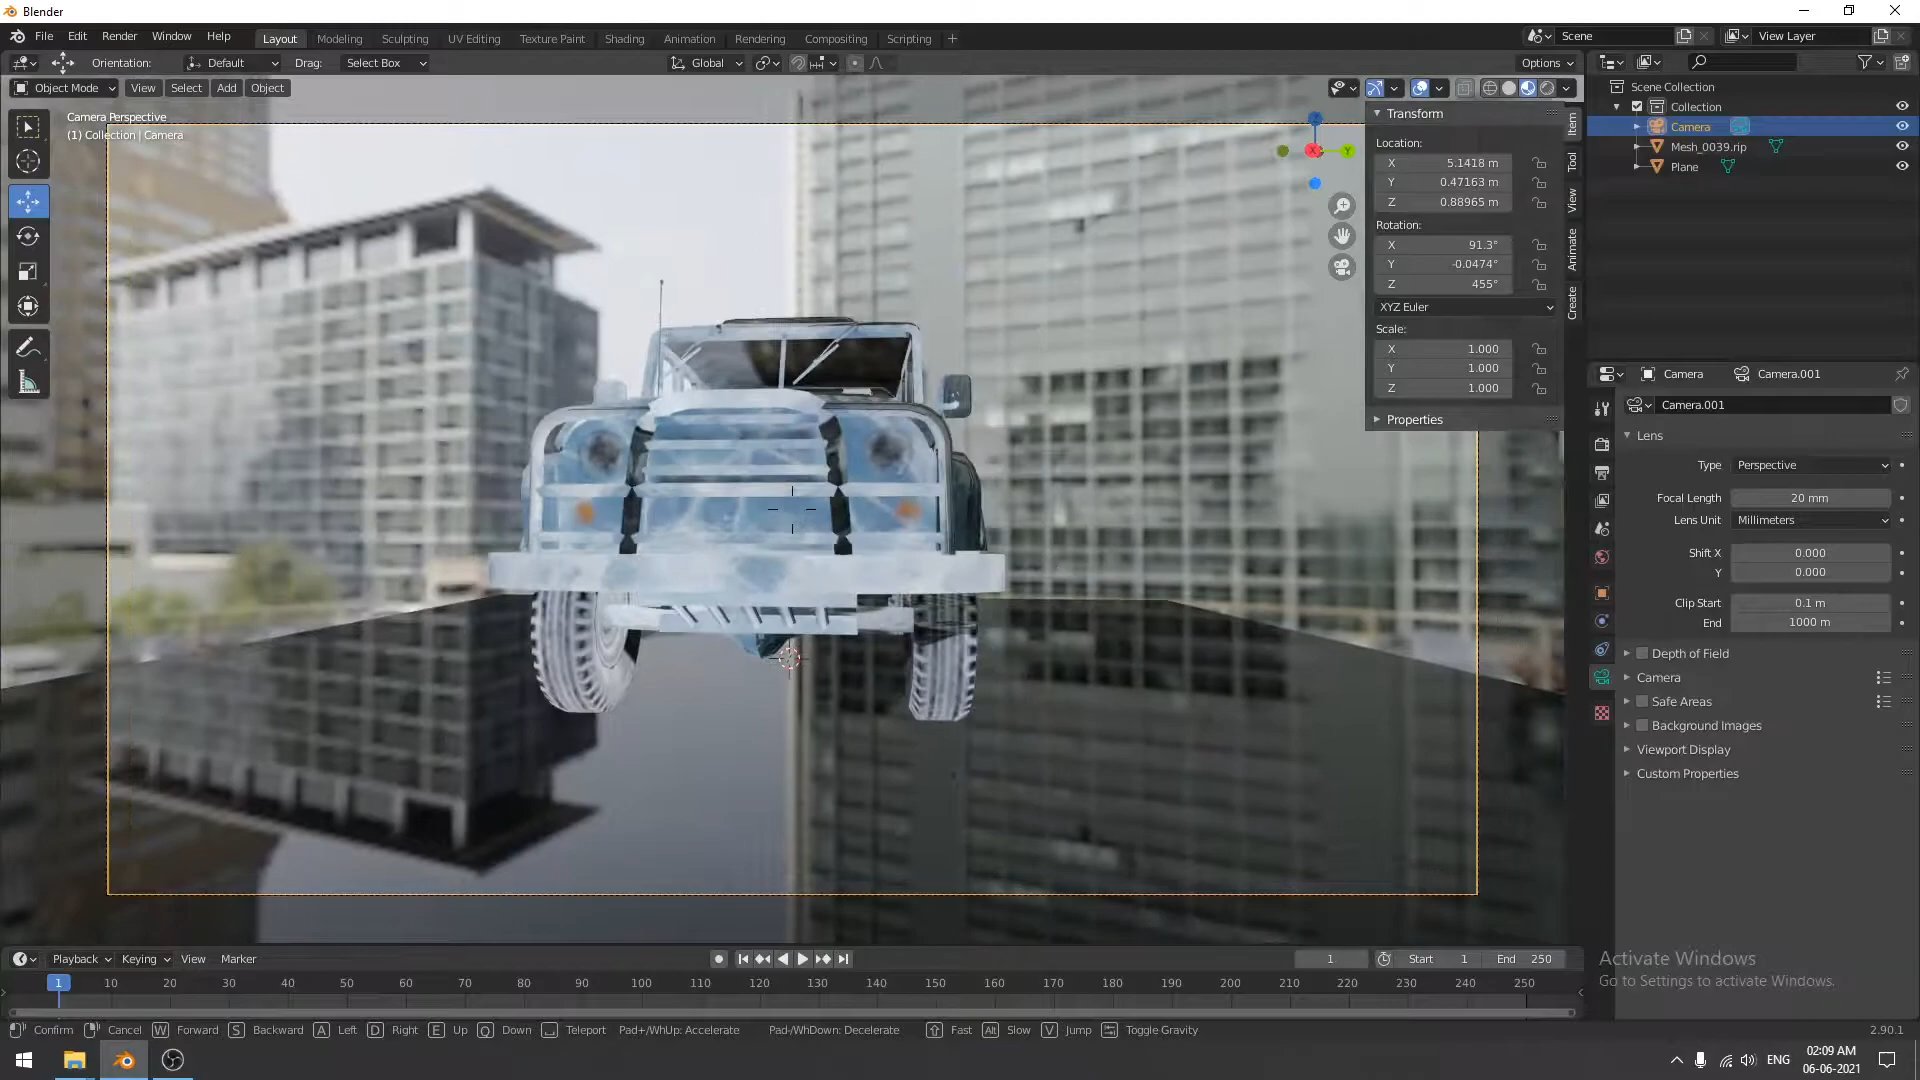 Blender
File Edit Render Window Help Layout Modeling Sculpting UV Editing Texture Paint Shading Animation Rendering Compositing Scripting Scene View Layer
Orientation: Default Drag: Select Box Global Options
Object Mode View Select Add Object
Camera Perspective
(1) Collection | Camera
Z
X
Y
Transform
Location:
X 5.1418 m
Y 0.47163 m
Z 0.88965 m
Rotation:
X 91.3°
Y -0.0474°
Z 455°
XYZ Euler
Scale:
X 1.000
Y 1.000
Z 1.000
Properties
Item
Tool
View
Animate
Create
Scene Collection
Collection
Camera
Mesh_0039.rip
Plane
Camera Camera.001
Camera.001
Lens
Type Perspective
Focal Length 20 mm
Lens Unit Millimeters
Shift X 0.000
Y 0.000
Clip Start 0.1 m
End 1000 m
Depth of Field
Camera
Safe Areas
Background Images
Viewport Display
Custom Properties
Playback Keying View Marker 1 Start 1 End 250
1 10 20 30 40 50 60 70 80 90 100 110 120 130 140 150 160 170 180 190 200 210 220 230 240 250
Activate Windows
Go to Settings to activate Windows.
Confirm Cancel W Forward S Backward A Left D Right E Up Q Down Teleport Pad+/WhUp: Accelerate Pad-/WhDown: Decelerate Fast Alt Slow V Jump Toggle Gravity 2.90.1
ENG 02:09 AM
06-06-2021